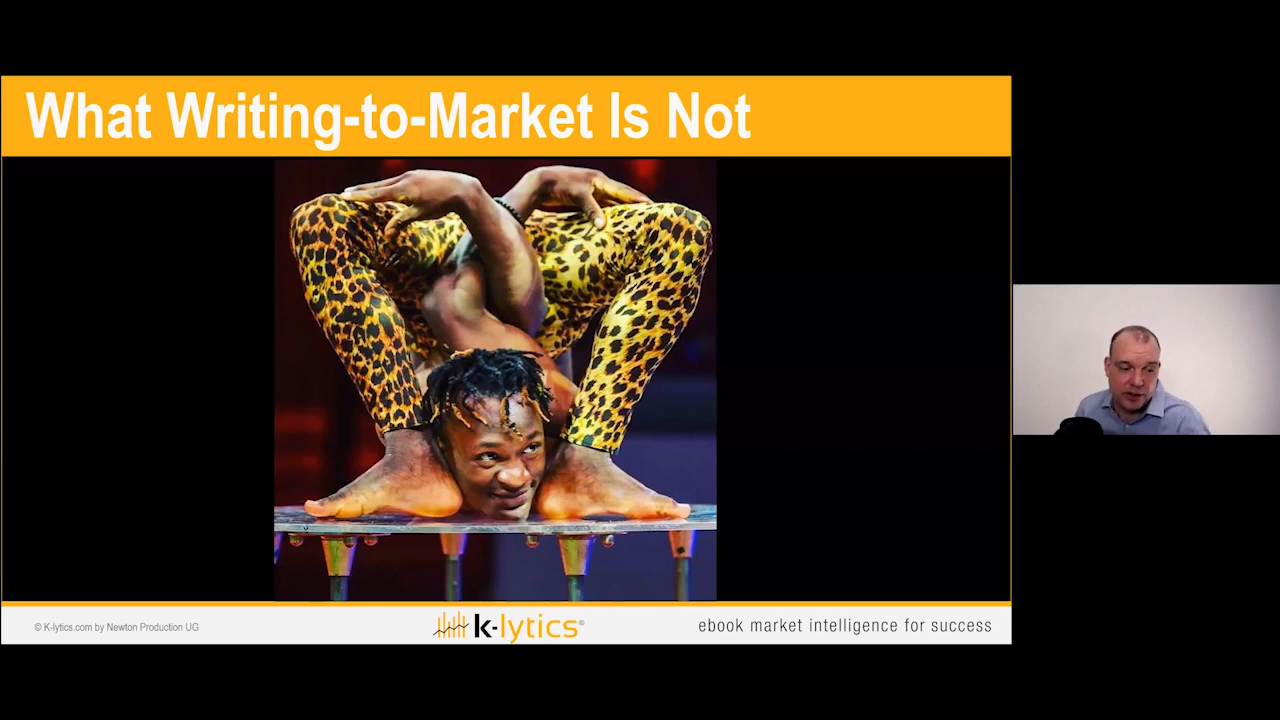 What Writing-to-Market Is Not
© K-lytics.com by Newton Production UG
k-lytics®
ebook market intelligence for success